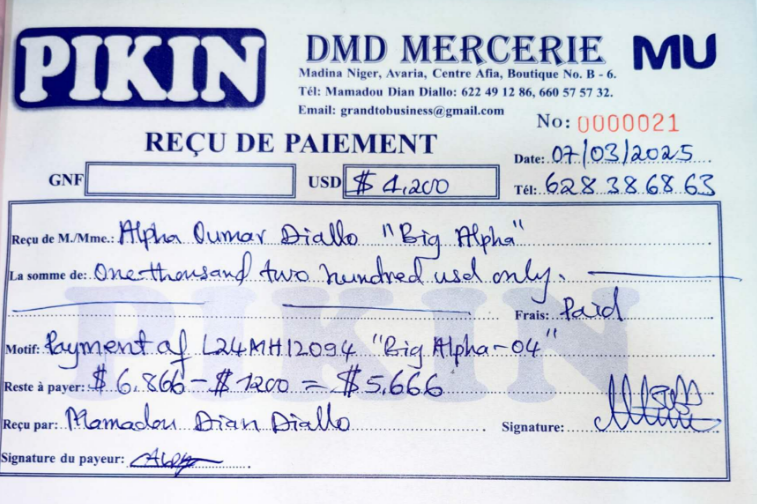 PIKIN
DMD MERCERIE MU
Madina Niger, Avaria, Centre Afia, Boutique No. B - 6.
Tél: Mamadou Dian Diallo: 622 49 12 86, 660 57 57 32.
Email: grandtobusiness@gmail.com
No: 0000021
REÇU DE PAIEMENT
Date: 07/03/2025
GNF USD $ 4,200 Tél: 628 38 68 63
Reçu de M./Mme.: Alpha Oumar Diallo "Big Alpha"
La somme de: One thousand two hundred usd only.
Frais: Paid
Motif: Payment of L24MH12094 "Big Alpha-04"
Reste à payer: $ 6,866 - $ 1200 = $5,666
Reçu par: Mamadou Dian Diallo Signature:
Signature du payeur:
PIKIN